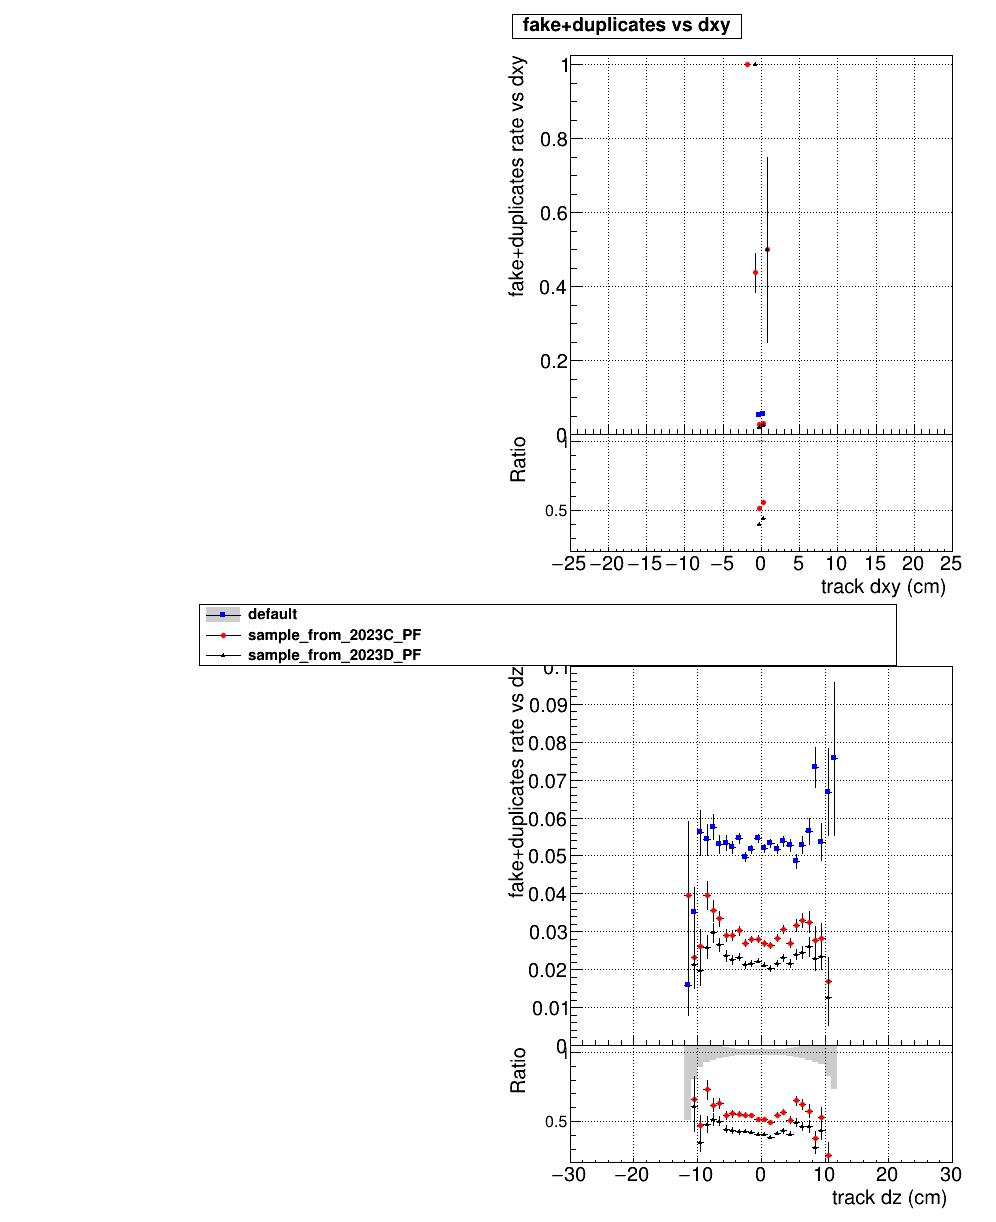 fake+duplicates vs dxy
fake+duplicates rate vs dxy
1
0.8
0.6
0.4
0.2
0
Ratio
1
0.5
−25 −20 −15 −10 −5 0 5 10 15 20 25
track dxy (cm)
default
sample_from_2023C_PF
sample_from_2023D_PF
fake+duplicates rate vs dz
0.1
0.09
0.08
0.07
0.06
0.05
0.04
0.03
0.02
0.01
0
Ratio
1
0.5
−30 −20 −10 0 10 20 30
track dz (cm)